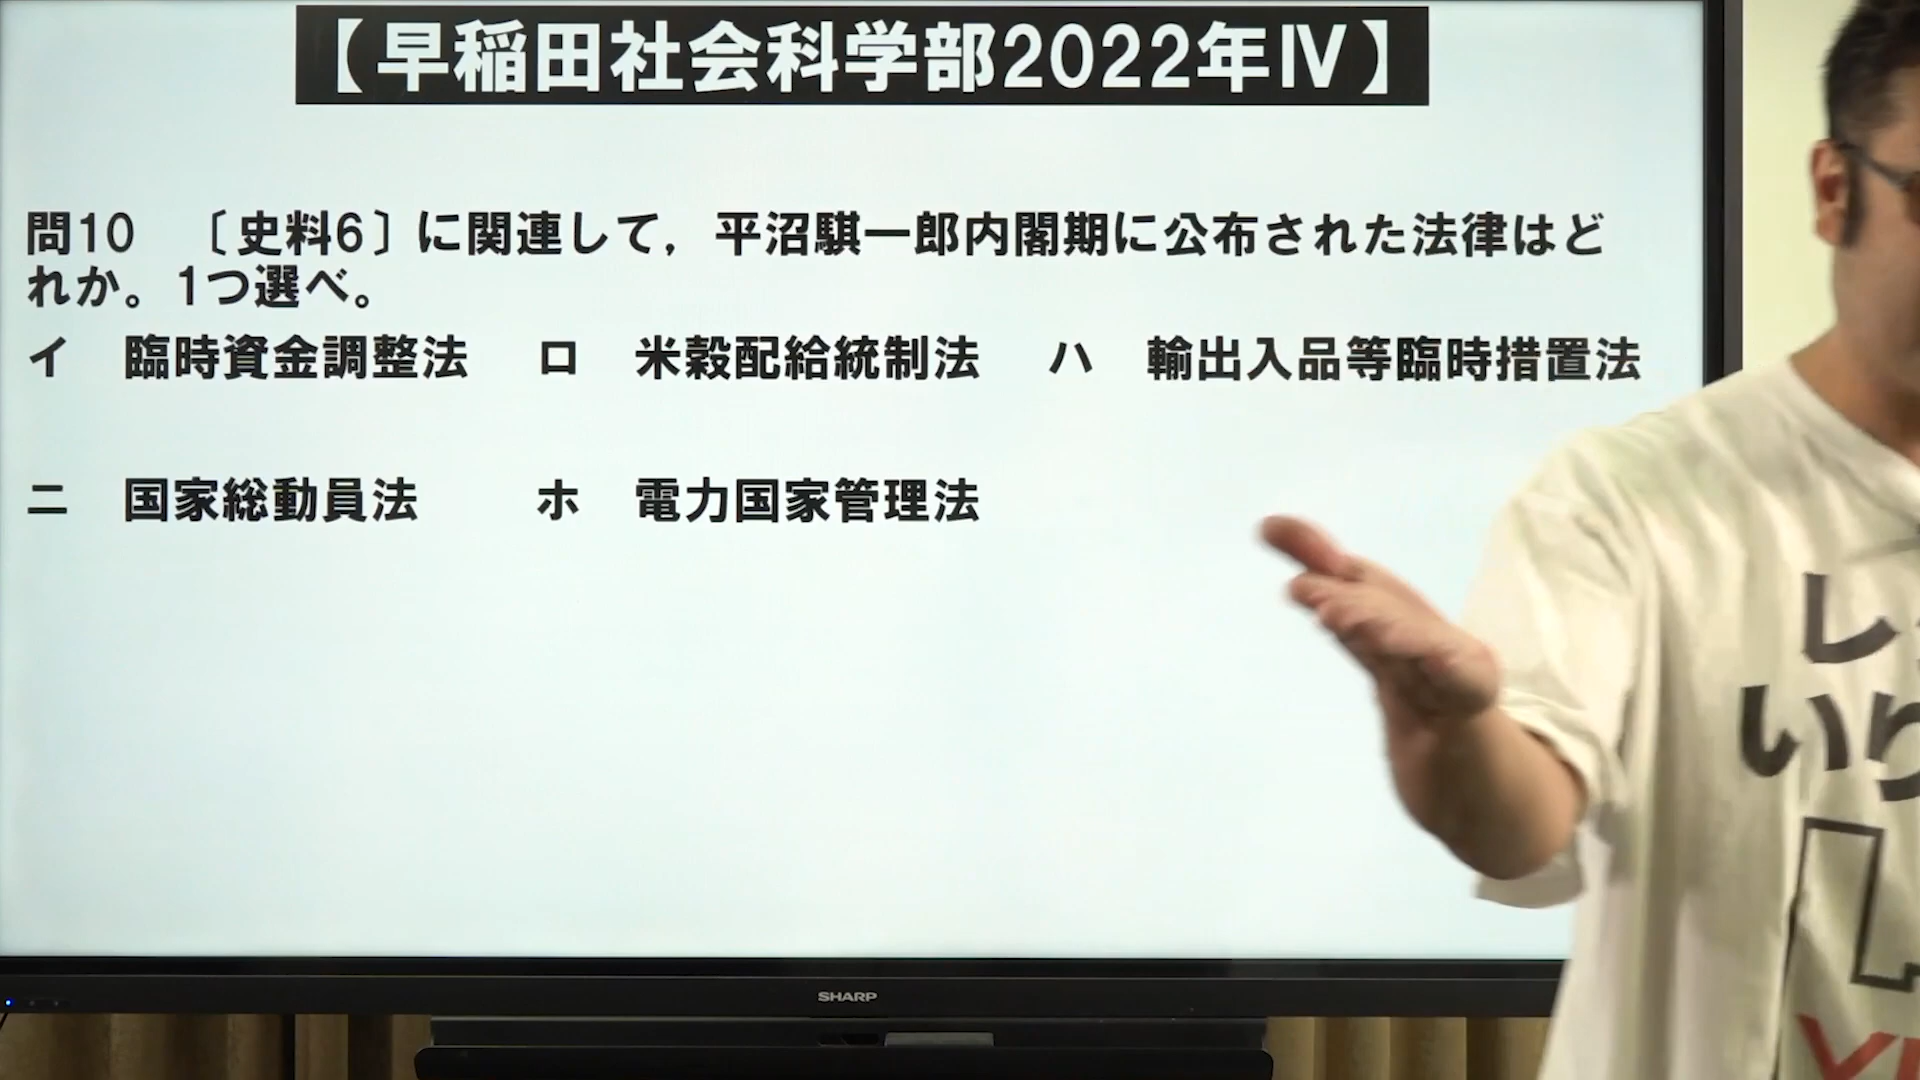 【早稲田社会科学部2022年Ⅳ】
問10 〔史料6〕に関連して，平沼騏一郎内閣期に公布された法律はど
れか。1つ選べ。
イ 臨時資金調整法 ロ 米穀配給統制法 ハ 輸出入品等臨時措置法
ニ 国家総動員法 ホ 電力国家管理法
SHARP
し
いり